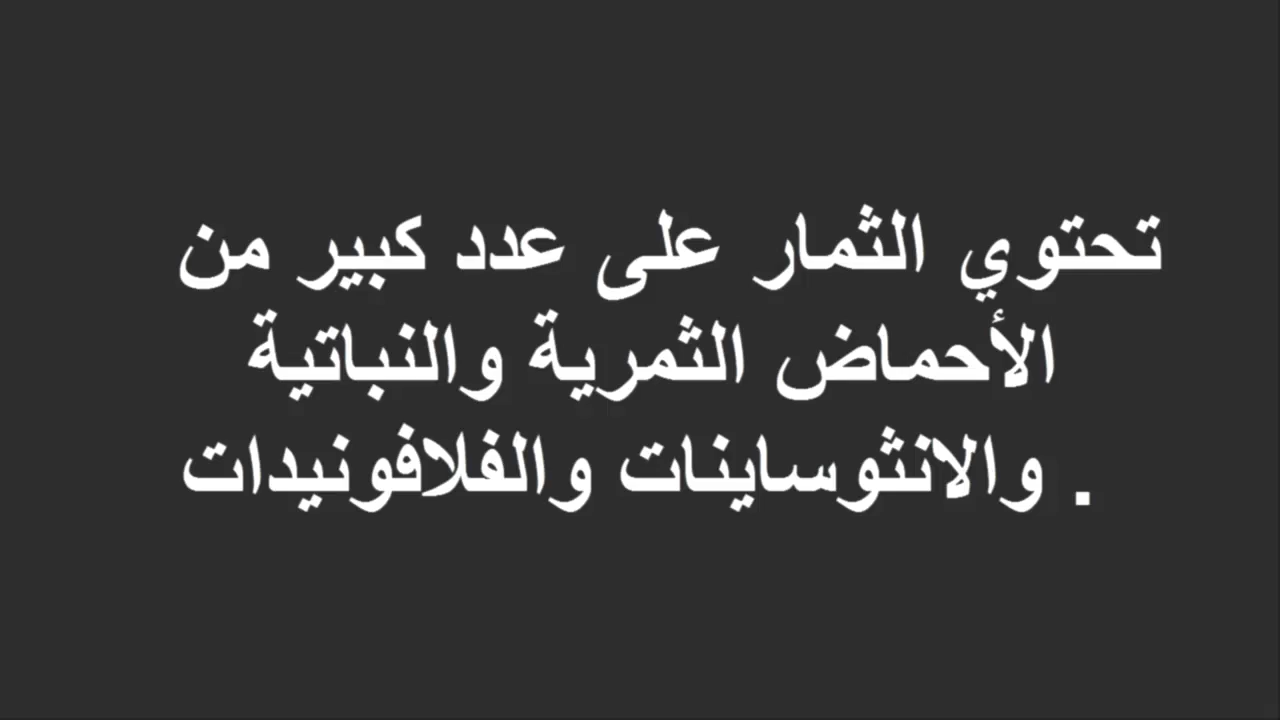 تحتوي الثمار على عدد كبير من
الأحماض الثمرية والنباتية
والانثوساينات والفلافونيدات .